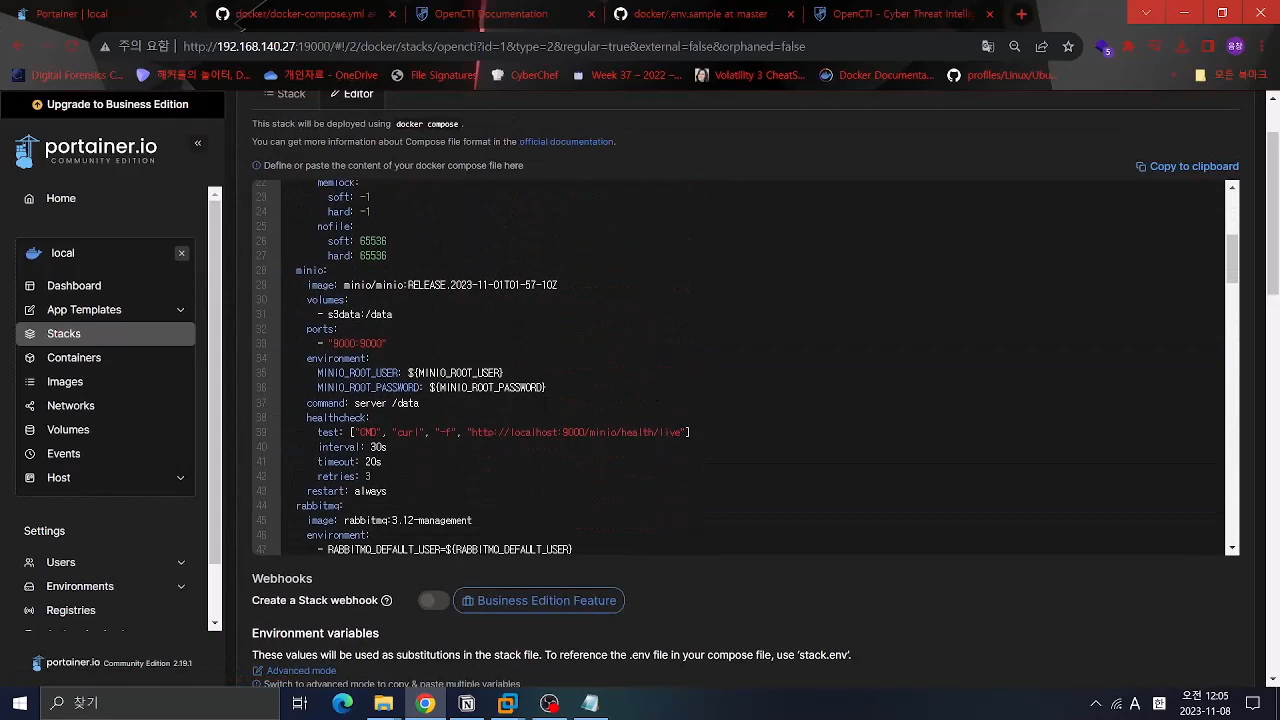 Portainer | local
docker/docker-compose.yml at
OpenCTI Documentation
docker/.env.sample at master
OpenCTI - Cyber Threat Intellig
주의 요함
http://192.168.140.27:19000/#!/2/docker/stacks/opencti?id=1&type=2&regular=true&external=false&orphaned=false
Digital Forensics C...
해커풀의 놀이터, D...
개인자료 - OneDrive
File Signatures
CyberChef
Week 37 – 2022 –...
Volatility 3 CheatS...
Docker Documenta...
profiles/Linux/Ubu...
모든 북마크
Upgrade to Business Edition
portainer.io
COMMUNITY EDITION
Home
local
Dashboard
App Templates
Stacks
Containers
Images
Networks
Volumes
Events
Host
Settings
Users
Environments
Registries
portainer.io Community Edition 2.19.1
Stack
Editor
This stack will be deployed using docker compose.
You can get more information about Compose file format in the official documentation.
Define or paste the content of your docker compose file here
Copy to clipboard
22 memlock:
23 soft: -1
24 hard: -1
25 nofile:
26 soft: 65536
27 hard: 65536
28 minio:
29 image: minio/minio:RELEASE.2023-11-01T01-57-10Z
30 volumes:
31 - s3data:/data
32 ports:
33 - "9000:9000"
34 environment:
35 MINIO_ROOT_USER: ${MINIO_ROOT_USER}
36 MINIO_ROOT_PASSWORD: ${MINIO_ROOT_PASSWORD}
37 command: server /data
38 healthcheck:
39 test: ["CMD", "curl", "-f", "http://localhost:9000/minio/health/live"]
40 interval: 30s
41 timeout: 20s
42 retries: 3
43 restart: always
44 rabbitmq:
45 image: rabbitmq:3.12-management
46 environment:
47 - RABBITMQ_DEFAULT_USER=${RABBITMQ_DEFAULT_USER}
Webhooks
Create a Stack webhook
Business Edition Feature
Environment variables
These values will be used as substitutions in the stack file. To reference the .env file in your compose file, use 'stack.env'.
Advanced mode
Switch to advanced mode to copy & paste multiple variables
찾기
A
한
오전 12:05
2023-11-08